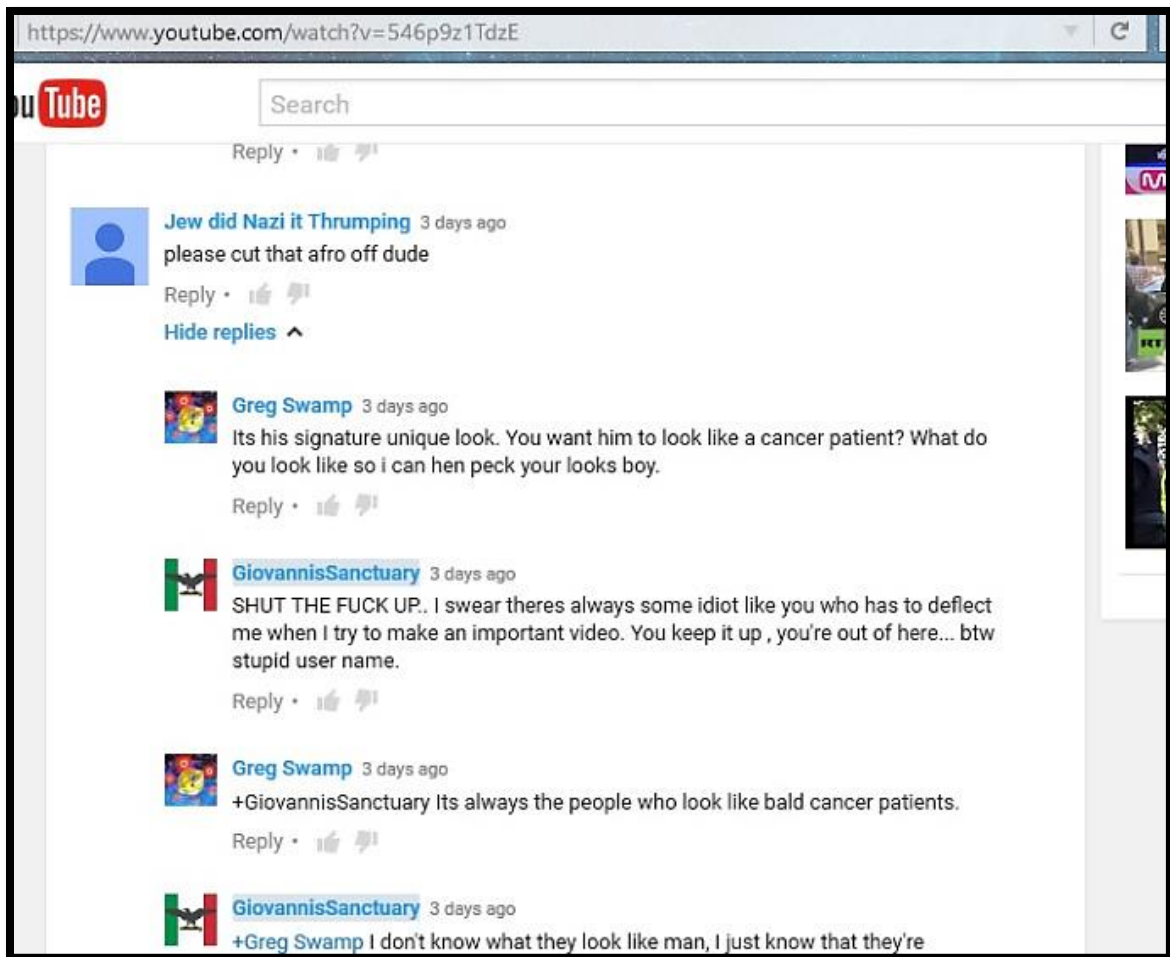 https://www.youtube.com/watch?v=546p9z1TdzE
ou Tube
Search
Reply •
Jew did Nazi it Thrumping 3 days ago
please cut that afro off dude
Reply •
Hide replies
Greg Swamp 3 days ago
Its his signature unique look. You want him to look like a cancer patient? What do
you look like so i can hen peck your looks boy.
Reply •
GiovannisSanctuary 3 days ago
SHUT THE FUCK UP.. I swear theres always some idiot like you who has to deflect
me when I try to make an important video. You keep it up , you're out of here... btw
stupid user name.
Reply •
Greg Swamp 3 days ago
+GiovannisSanctuary Its always the people who look like bald cancer patients.
Reply •
GiovannisSanctuary 3 days ago
+Greg Swamp I don't know what they look like man, I just know that they're
RT